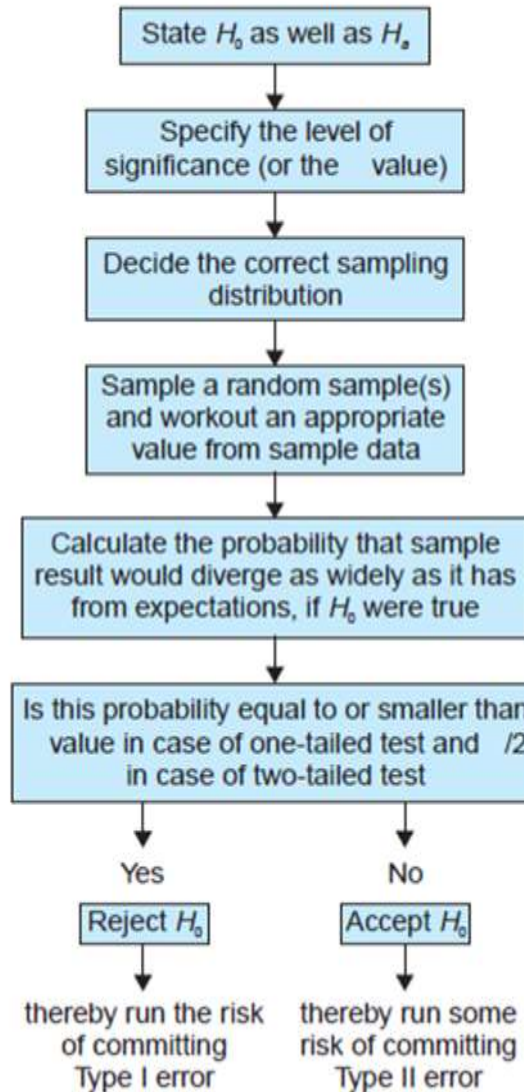 State H₀ as well as Hₐ
Specify the level of
significance (or the value)
Decide the correct sampling
distribution
Sample a random sample(s)
and workout an appropriate
value from sample data
Calculate the probability that sample
result would diverge as widely as it has
from expectations, if H₀ were true
Is this probability equal to or smaller than
value in case of one-tailed test and /2
in case of two-tailed test
Yes
No
Reject H₀
Accept H₀
thereby run the risk
of committing
Type I error
thereby run some
risk of committing
Type II error